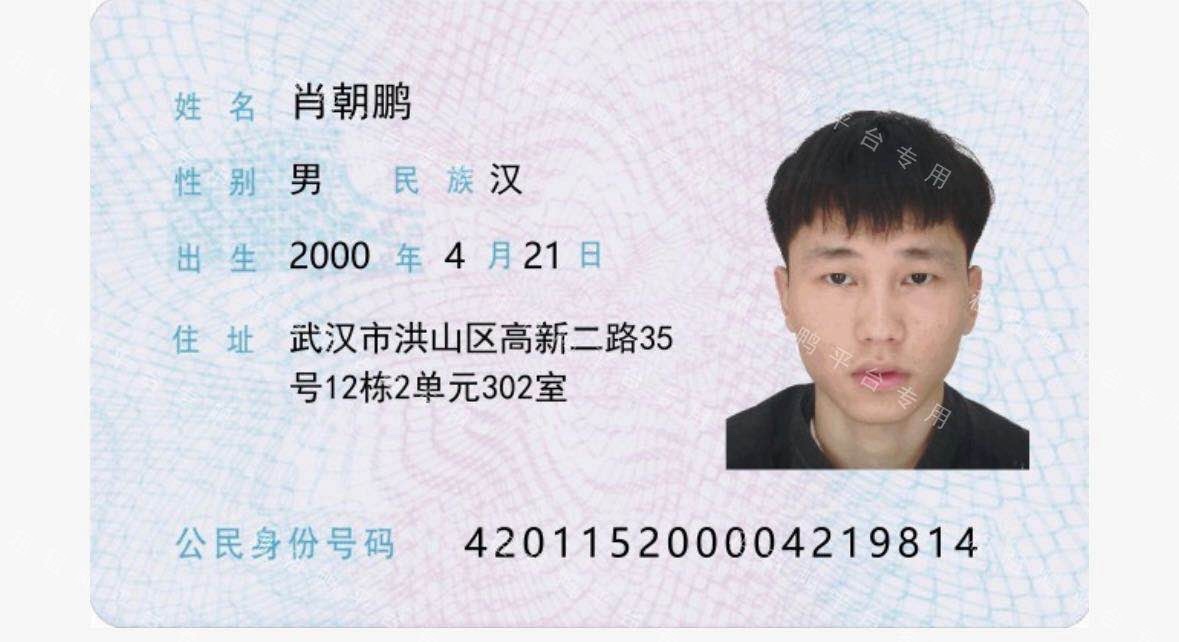 姓名 肖朝鹏
性别 男 民族 汉
出生 2000 年 4 月 21 日
住址 武汉市洪山区高新二路35
号12栋2单元302室
公民身份号码 420115200004219814
平台专用
鸭平台专用